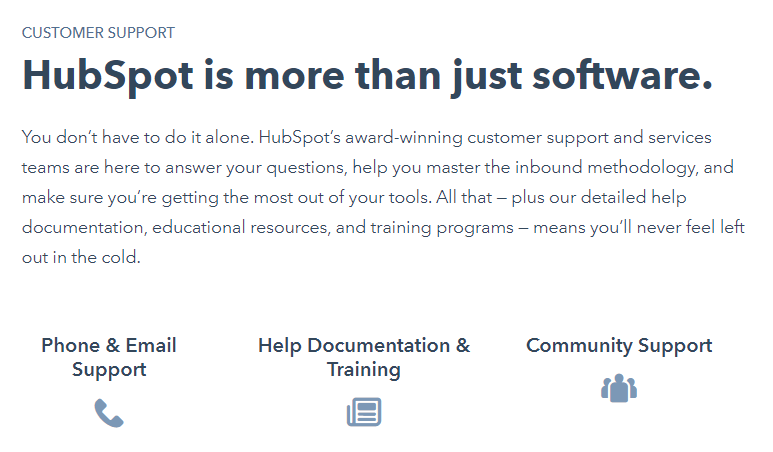 CUSTOMER SUPPORT
HubSpot is more than just software.
You don’t have to do it alone. HubSpot’s award-winning customer support and services
teams are here to answer your questions, help you master the inbound methodology, and
make sure you’re getting the most out of your tools. All that – plus our detailed help
documentation, educational resources, and training programs – means you’ll never feel left
out in the cold.
Phone & Email
Support
Help Documentation &
Training
Community Support